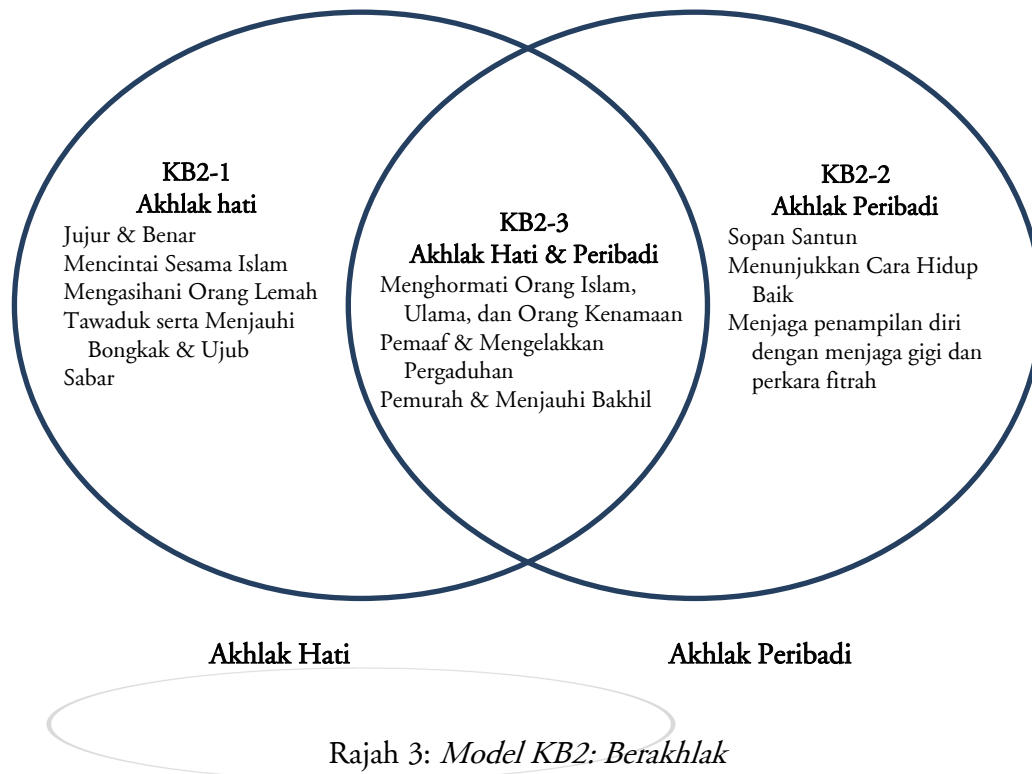 KB2-1
Akhlak hati
Jujur & Benar
Mencintai Sesama Islam
Mengasihani Orang Lemah
Tawaduk serta Menjauhi
Bongkak & Ujub
Sabar
KB2-3
Akhlak Hati & Peribadi
Menghormati Orang Islam,
Ulama, dan Orang Kenamaan
Pemaaf & Mengelakkan
Pergaduhan
Pemurah & Menjauhi Bakhil
KB2-2
Akhlak Peribadi
Sopan Santun
Menunjukkan Cara Hidup
Baik
Menjaga penampilan diri
dengan menjaga gigi dan
perkara fitrah
Akhlak Hati
Akhlak Peribadi
Rajah 3: Model KB2: Berakhlak